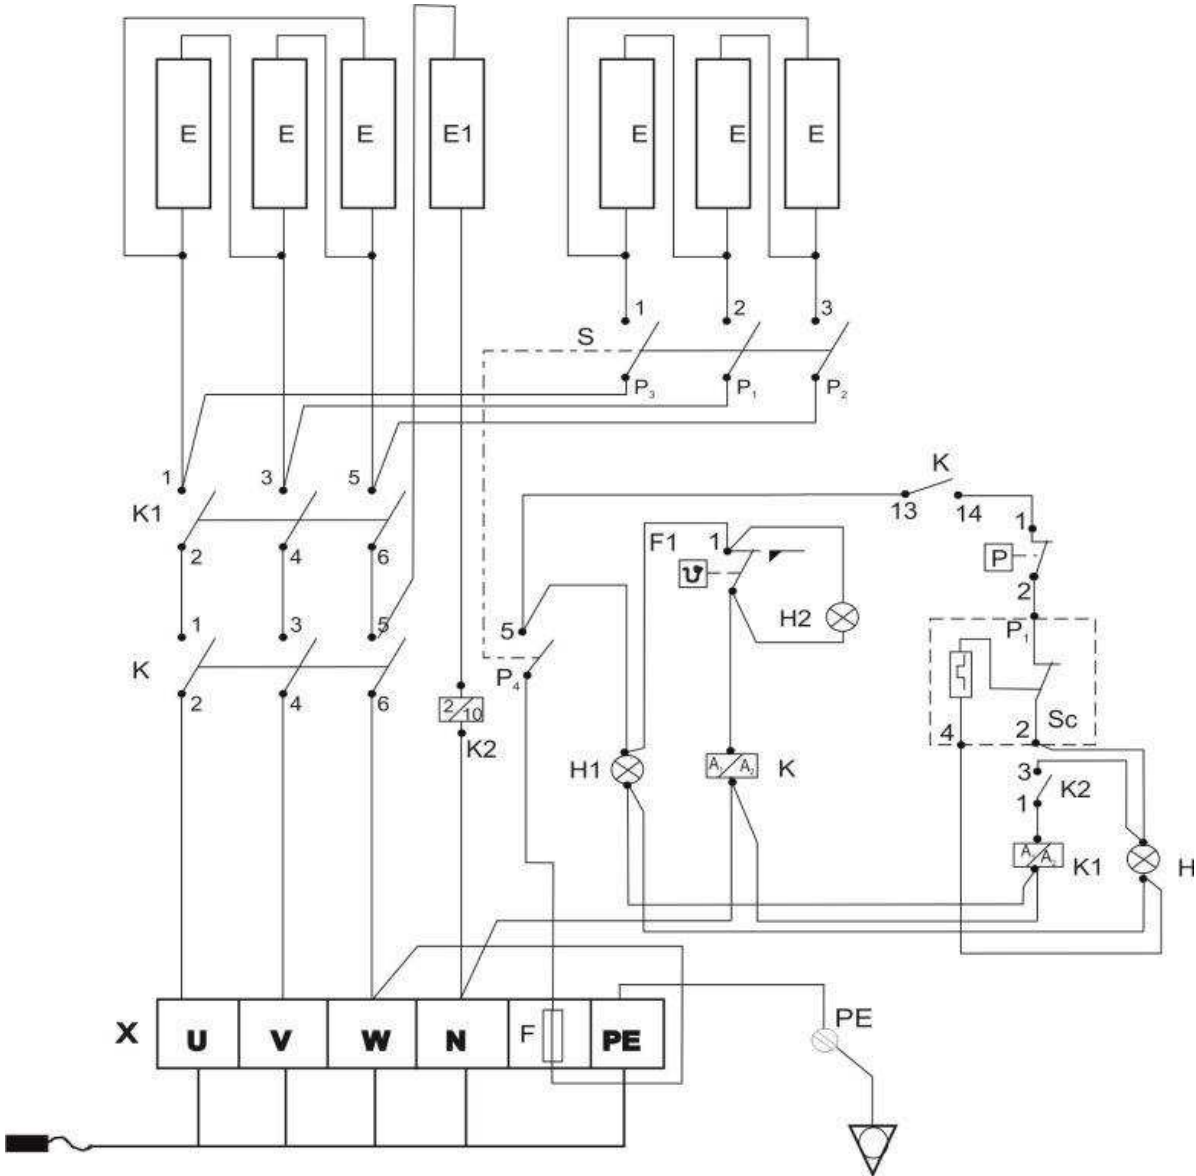 E E E E1 E E E
1 2 3
S
P3 P1 P2
1 3 5 K
K1 13 14 1
2 4 6 F1 1 P
2
1 3 5 5 H2 P1
K P4
2 4 6 2/10 4 2 Sc
K2 H1 A1 A2 K 3 K2
1
A K1 H
X U V W N F PE PE